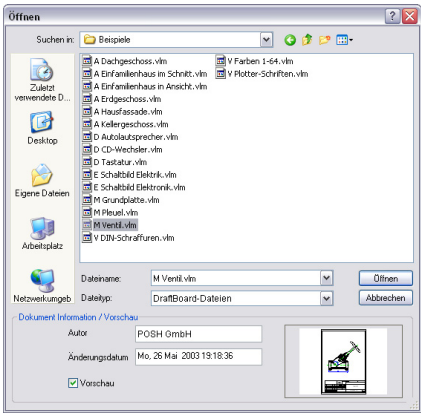 Öffnen
Suchen in: Beispiele
Zuletzt verwendete D...
Desktop
Eigene Dateien
Arbeitsplatz
Netzwerkumgeb
A Dachgeschoss.vlm
A Einfamilienhaus im Schnitt.vlm
A Einfamilienhaus in Ansicht.vlm
A Erdgeschoss.vlm
A Hausfassade.vlm
A Kellergeschoss.vlm
D Autolautsprecher.vlm
D CD-Wechsler.vlm
D Tastatur.vlm
E Schaltbild Elektrik.vlm
E Schaltbild Elektronik.vlm
M Grundplatte.vlm
M Pleuel.vlm
M Ventil.vlm
V DIN-Schraffuren.vlm
V Farben 1-64.vlm
V Plotter-Schriften.vlm
Dateiname: M Ventil.vlm Öffnen
Dateityp: DraftBoard-Dateien Abbrechen
Dokument Information / Vorschau
Autor POSH GmbH
Änderungsdatum Mo, 26 Mai 2003 19:18:36
Vorschau